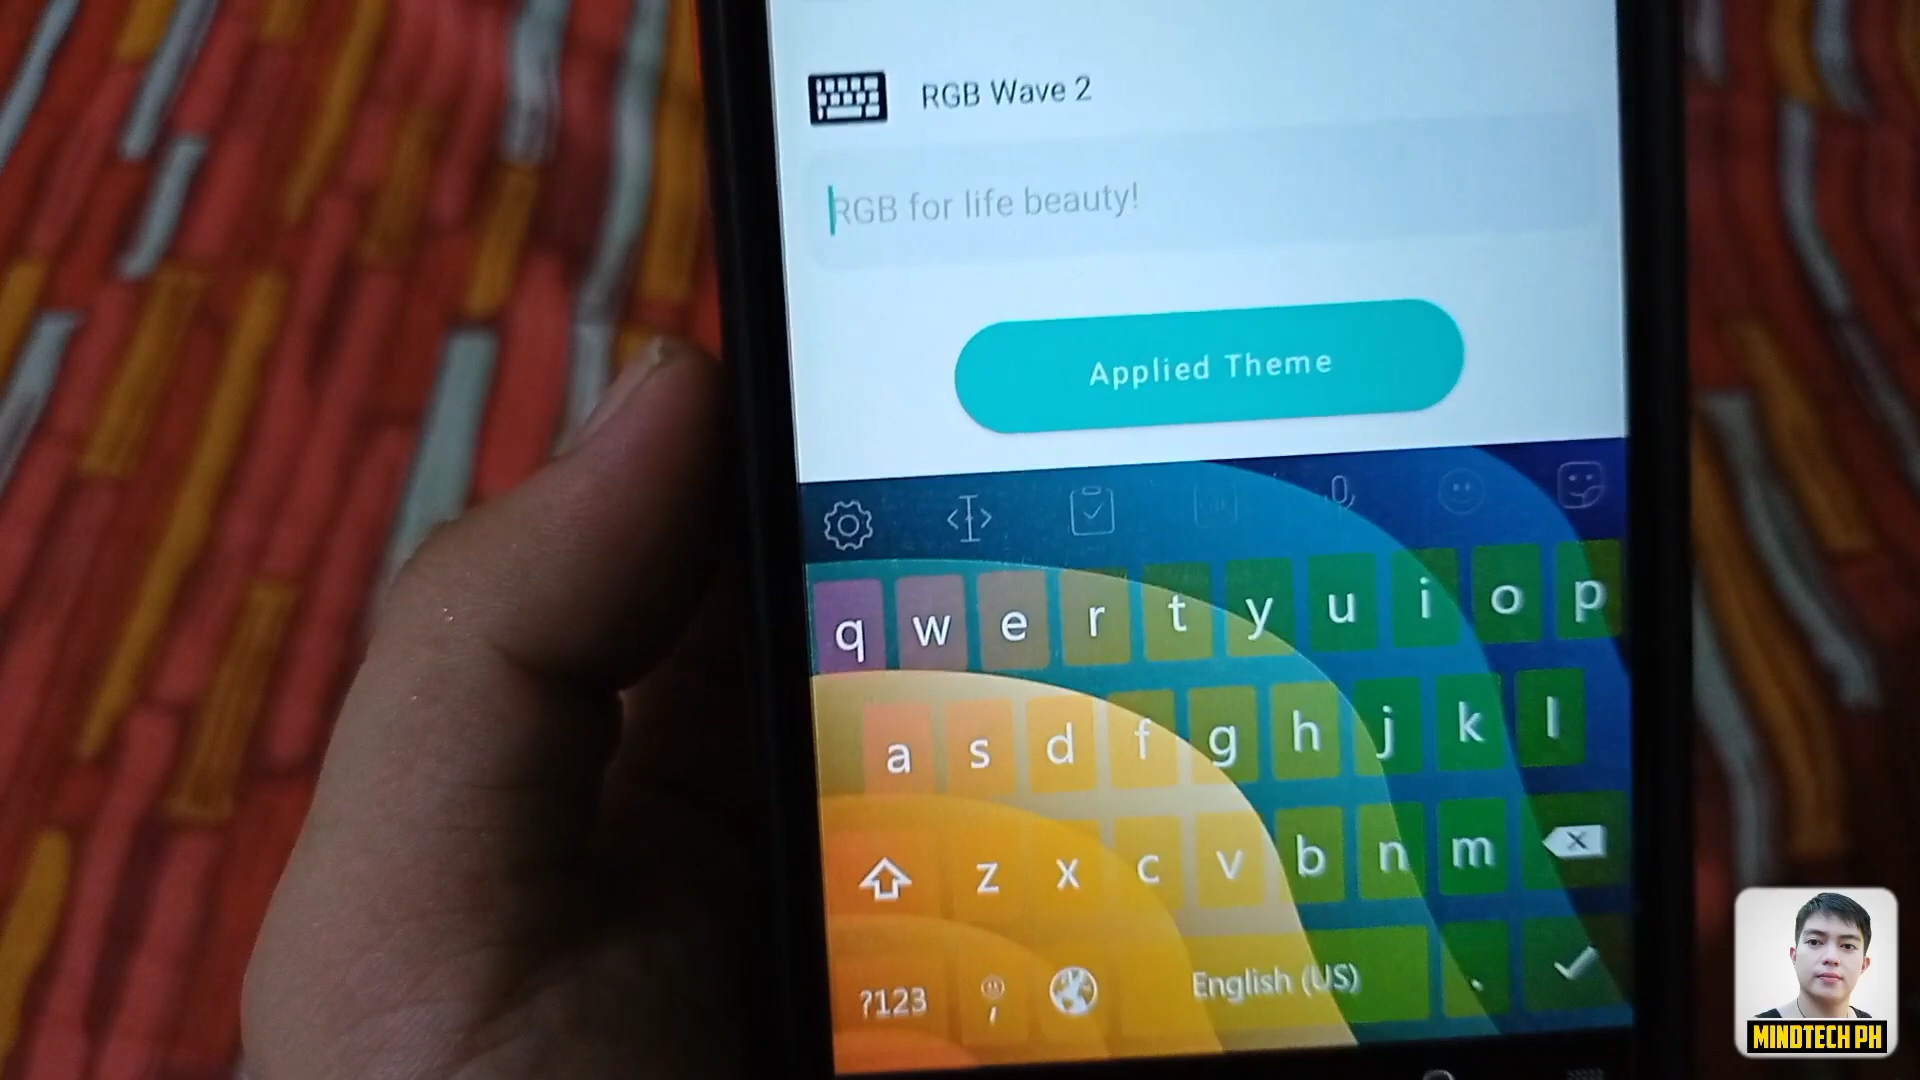 RGB Wave 2
RGB for life beauty!
Applied Theme
q w e r t y u i o p
a s d f g h j k l
z x c v b n m
?123 , English (US) .
MINDTECH PH